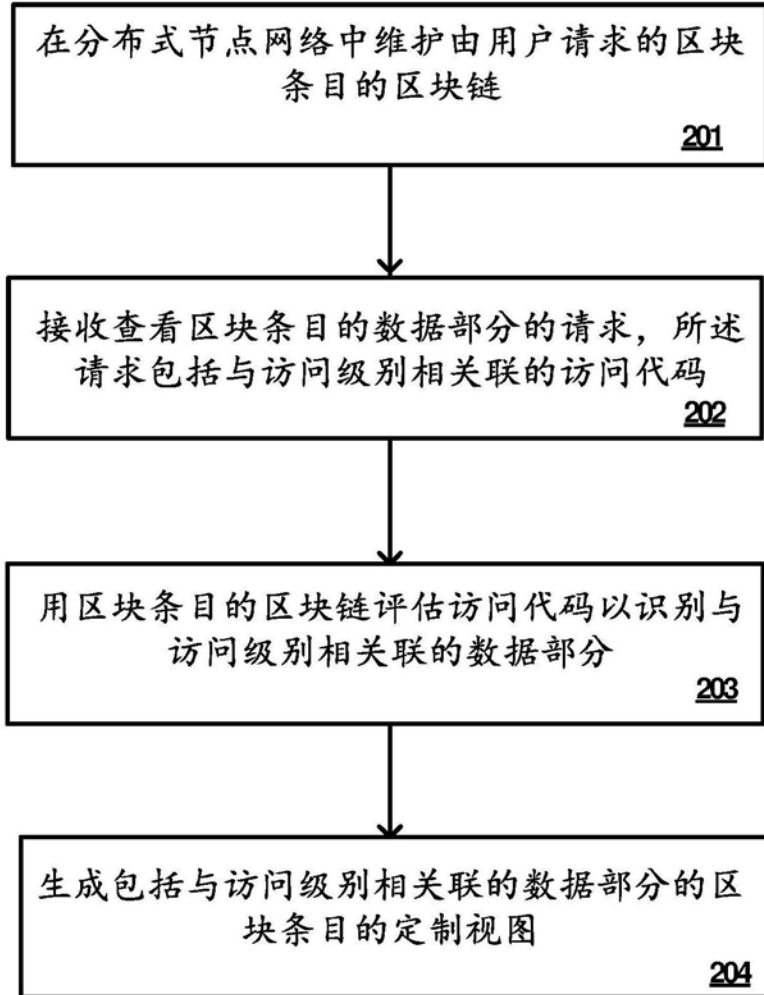 在分布式节点网络中维护由用户请求的区块
条目的区块链
201
接收查看区块条目的数据部分的请求，所述
请求包括与访问级别相关联的访问代码
202
用区块条目的区块链评估访问代码以识别与
访问级别相关联的数据部分
203
生成包括与访问级别相关联的数据部分的区
块条目的定制视图
204